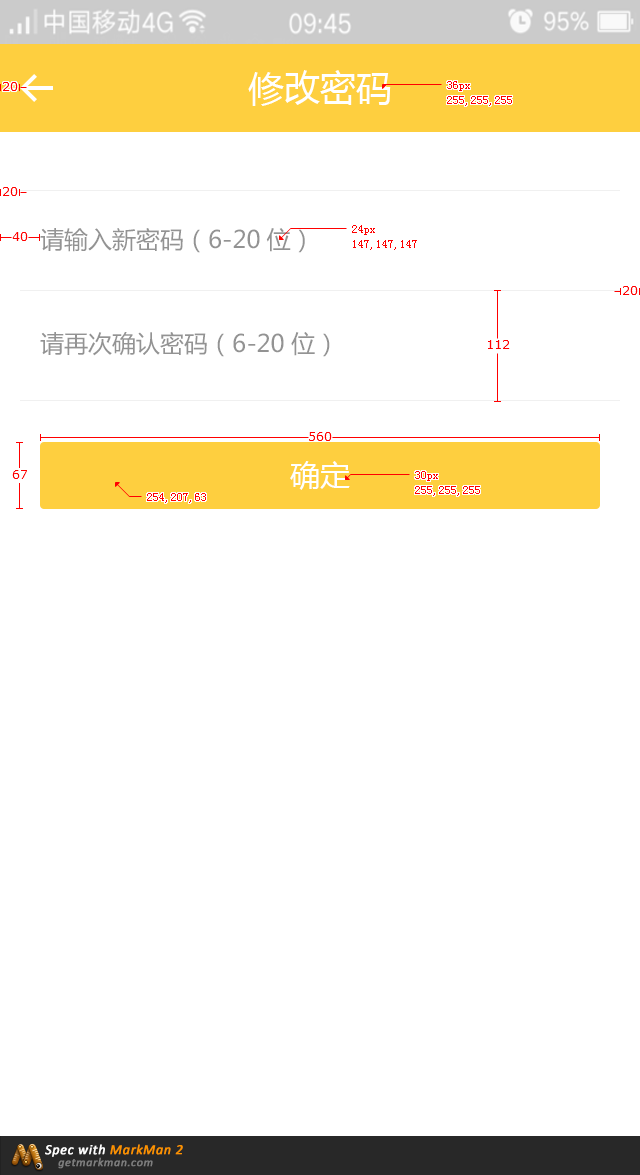 中国移动4G 09:45 95%
20 修改密码 36px
255, 255, 255
20
40 请输入新密码（6-20 位） 24px
147, 147, 147
20
请再次确认密码（6-20 位） 112
560
67 确定 30px
255, 255, 255
254, 207, 63
Spec with MarkMan 2
getmarkman.com